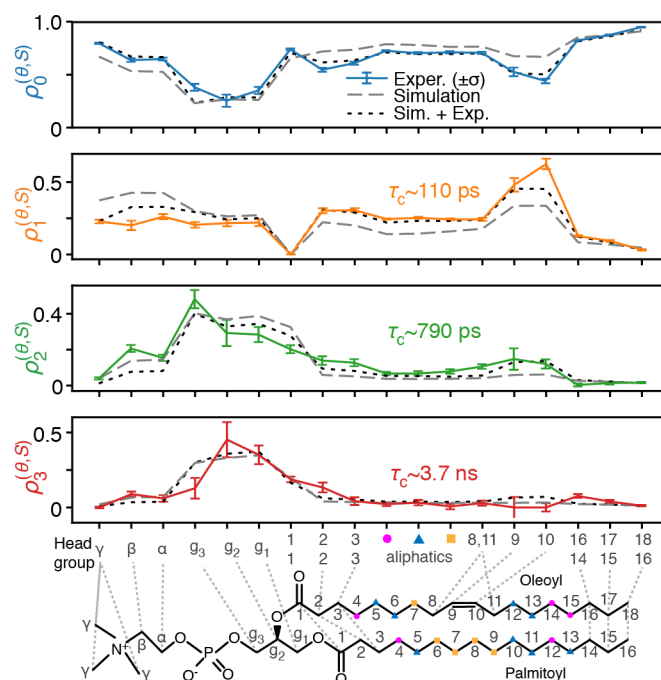 1.0
ρ₀^(θ,S)
0
Exper. (±σ)
Simulation
Sim. + Exp.
0.5
ρ₁^(θ,S)
0
τc~110 ps
0.4
ρ₂^(θ,S)
0
τc~790 ps
0.5
ρ₃^(θ,S)
0
τc~3.7 ns
Head group
γ β α g₃ g₂ g₁ 1 2 3 8,11 9 10 16 17 18
1 2 3 aliphatics 14 15 16
Oleoyl
O 4 5 8 12 13
γ O 1 2 3 6 7 9 10 11 14 15 16 17 18
γ N⁺ β α O P O g₃ g₂ g₁ O 1 2 3 5 6 7 8 9 11 12 14 15
γ γ O⁻ O O 4 10 13 16
Palmitoyl